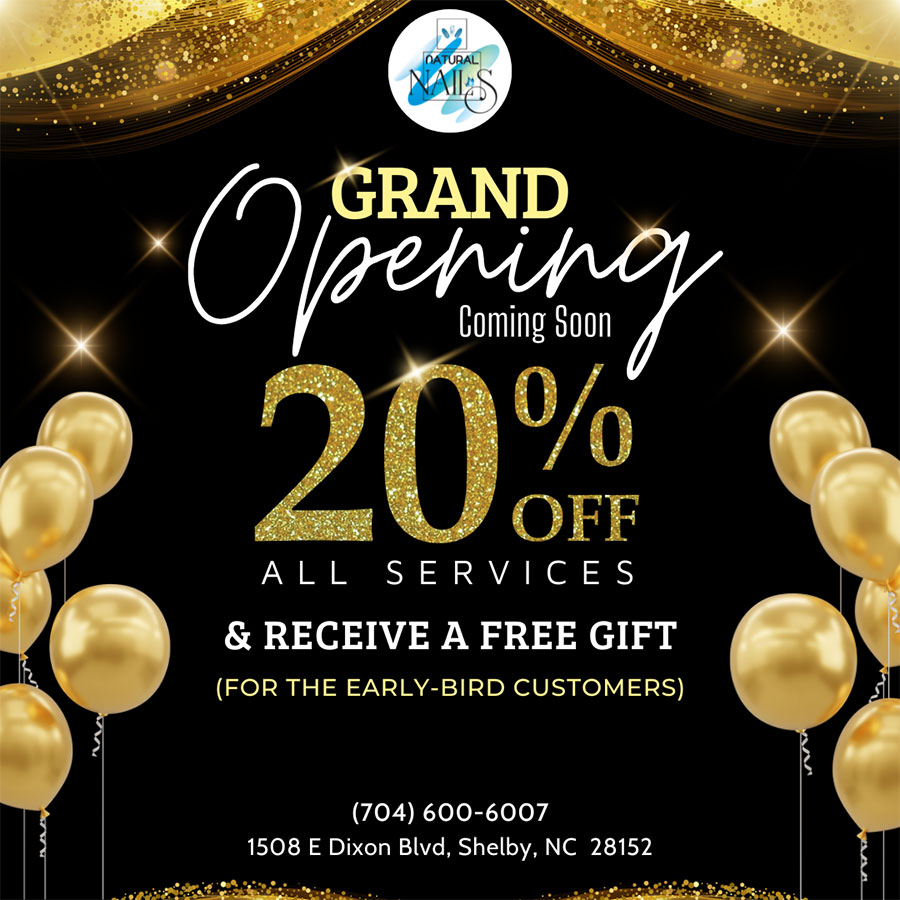 NATURAL
NAILS
GRAND
Opening
Coming Soon
20%
OFF
ALL SERVICES
& RECEIVE A FREE GIFT
(FOR THE EARLY-BIRD CUSTOMERS)
(704) 600-6007
1508 E Dixon Blvd, Shelby, NC 28152